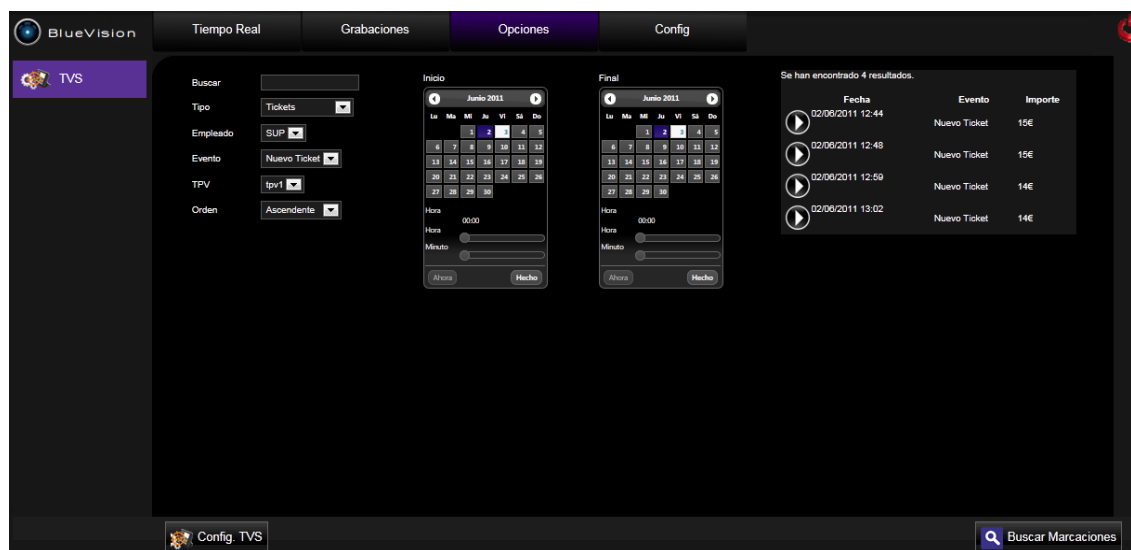 BlueVision
Tiempo Real
Grabaciones
Opciones
Config
TVS
Buscar
Tipo Tickets
Empleado SUP
Evento Nuevo Ticket
TPV tpv1
Orden Ascendente
Inicio
Junio 2011
Lu Ma Mi Ju Vi Sá Do
1 2 3 4 5
6 7 8 9 10 11 12
13 14 15 16 17 18 19
20 21 22 23 24 25 26
27 28 29 30
Hora
00:00
Hora
Minuto
Ahora Hecho
Final
Junio 2011
Lu Ma Mi Ju Vi Sá Do
1 2 3 4 5
6 7 8 9 10 11 12
13 14 15 16 17 18 19
20 21 22 23 24 25 26
27 28 29 30
Hora
00:00
Hora
Minuto
Ahora Hecho
Se han encontrado 4 resultados.
Fecha Evento Importe
02/06/2011 12:44 Nuevo Ticket 15€
02/06/2011 12:48 Nuevo Ticket 15€
02/06/2011 12:59 Nuevo Ticket 14€
02/06/2011 13:02 Nuevo Ticket 14€
Config. TVS
Buscar Marcaciones